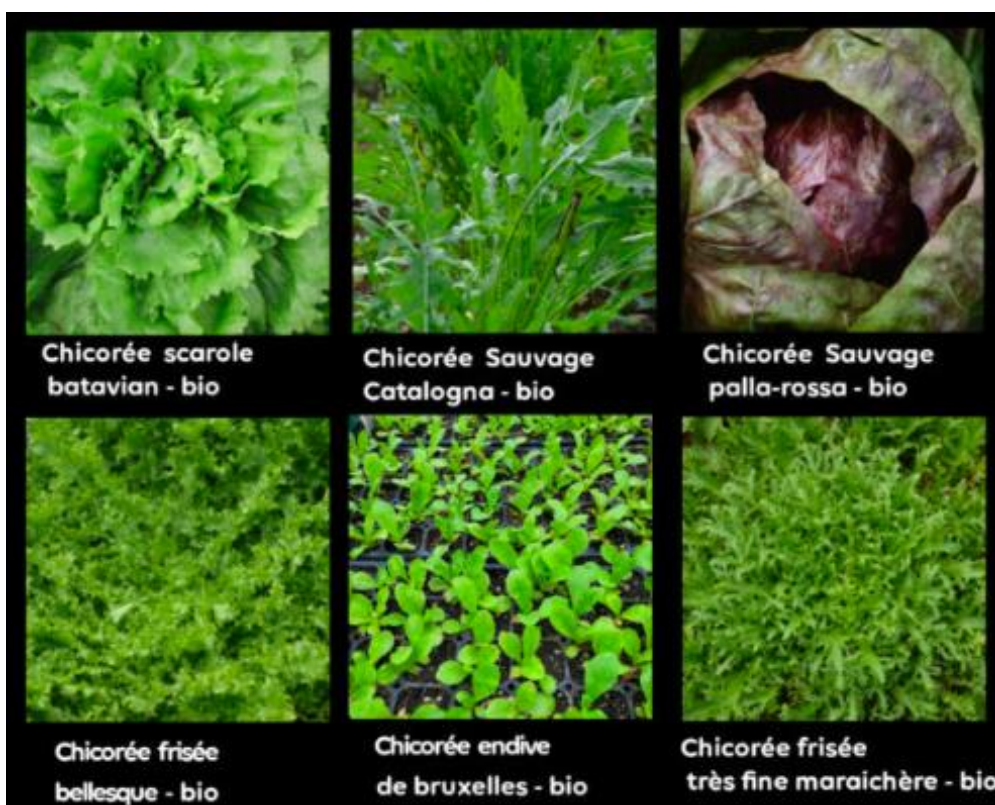 Chicorée scarole
batavian - bio
Chicorée Sauvage
Catalogna - bio
Chicorée Sauvage
palla-rossa - bio
Chicorée frisée
bellesque - bio
Chicorée endive
de bruxelles - bio
Chicorée frisée
très fine maraichère - bio